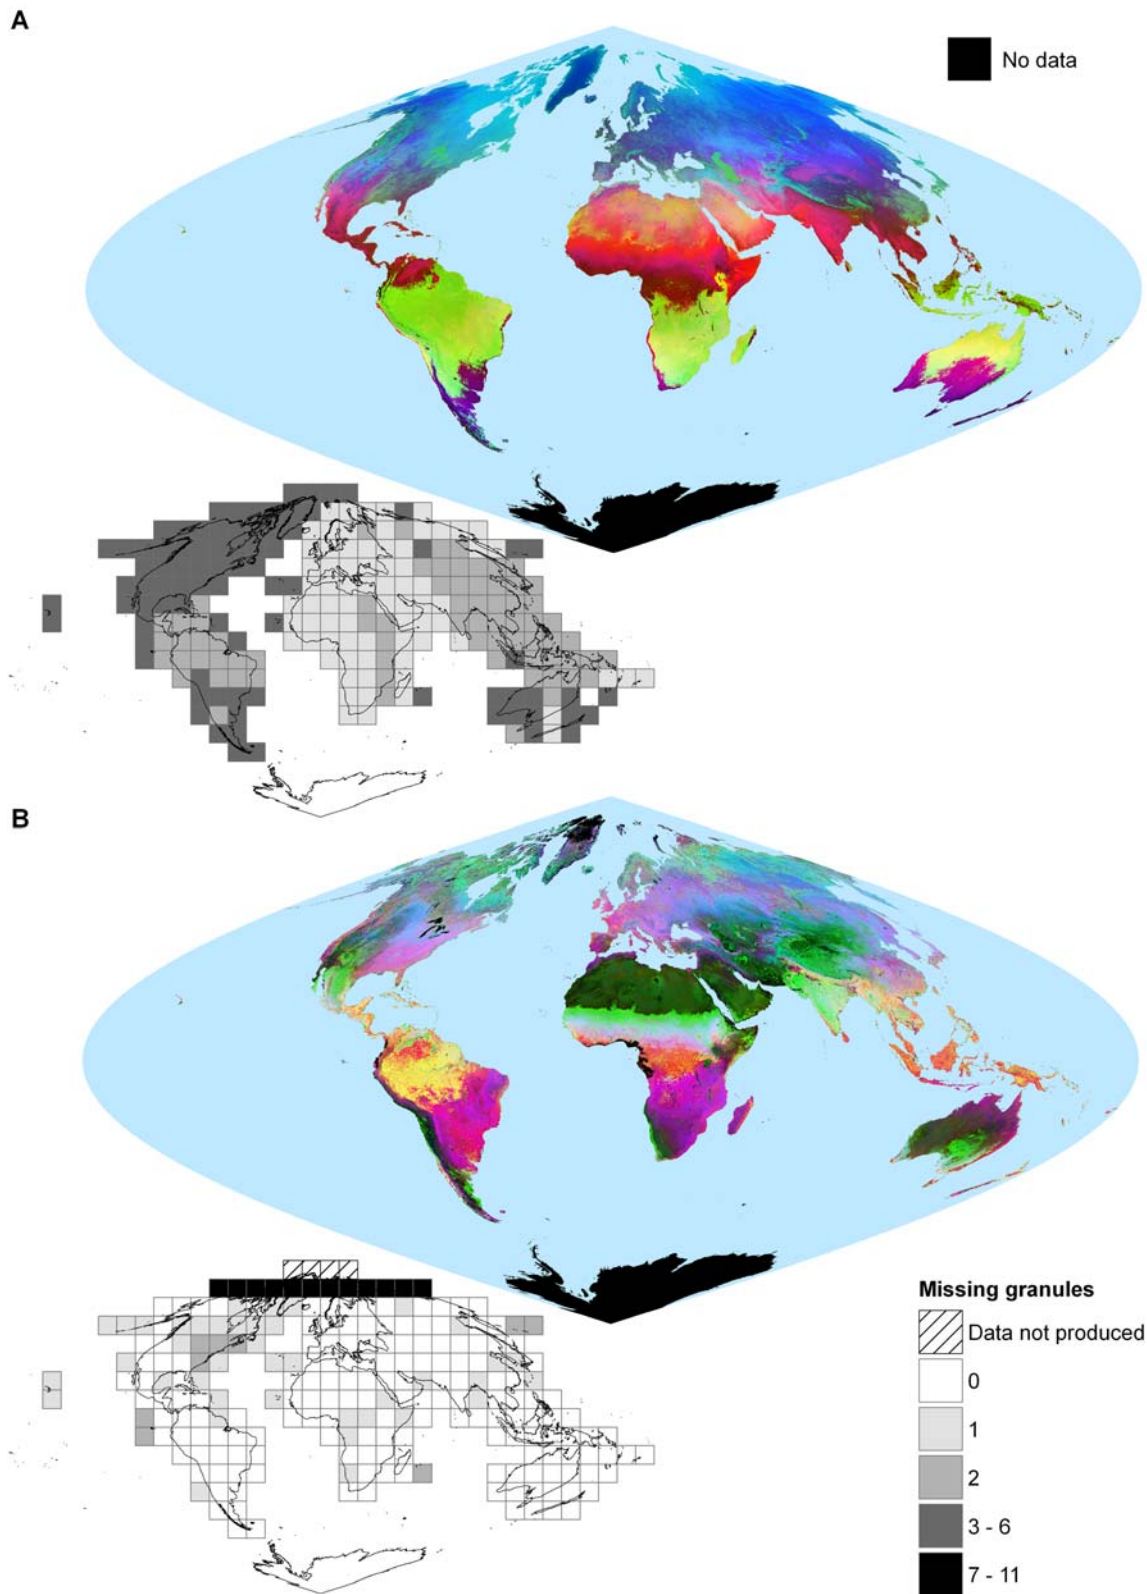 A
No data
B
Missing granules
Data not produced
0
1
2
3 - 6
7 - 11